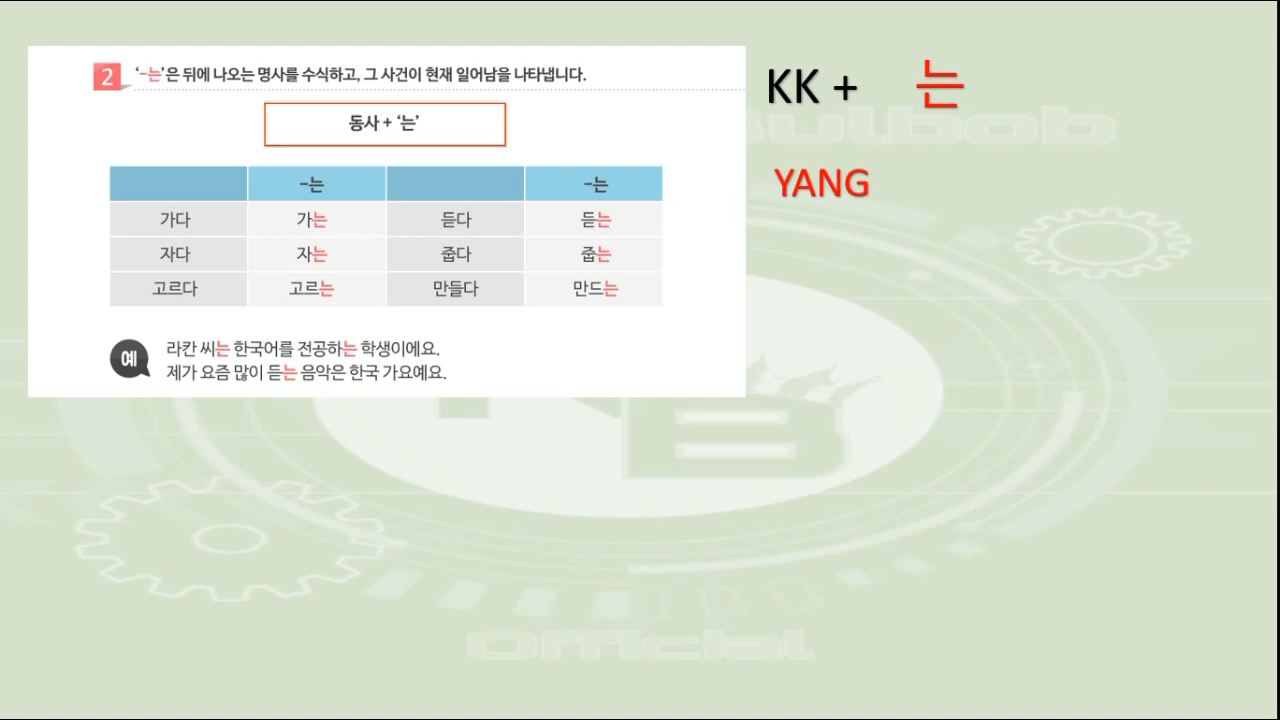 2 '-는'은 뒤에 나오는 명사를 수식하고, 그 사건이 현재 일어남을 나타냅니다.
동사 + '는'
-는 -는
가다 가는 듣다 듣는
자다 자는 줍다 줍는
고르다 고르는 만들다 만드는
예 라칸 씨는 한국어를 전공하는 학생이에요.
제가 요즘 많이 듣는 음악은 한국 가요예요.
KK + 는
YANG
Official